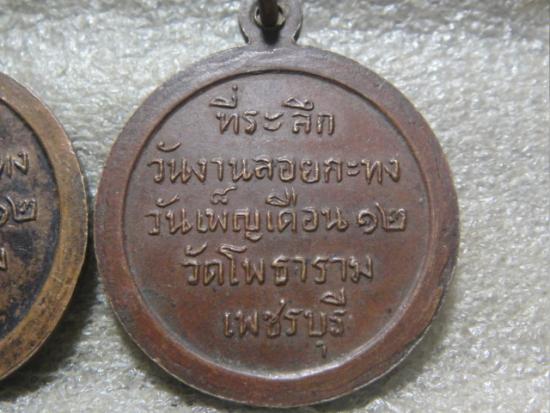 ที่ระลึก
วันงานลอยกะทง
วันเพ็ญเดือน ๑๒
วัดโพธาราม
เพชรบุรี